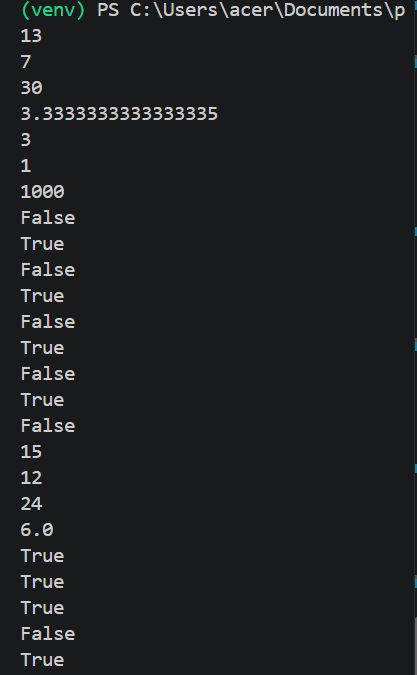 (venv) PS C:\Users\acer\Documents\p
13
7
30
3.3333333333333335
3
1
1000
False
True
False
True
False
True
False
True
False
15
12
24
6.0
True
True
True
False
True